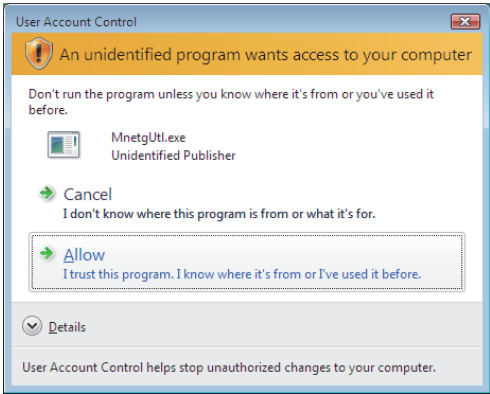 User Account Control
An unidentified program wants access to your computer
Don't run the program unless you know where it's from or you've used it
before.
MnetgUtl.exe
Unidentified Publisher
Cancel
I don't know where this program is from or what it's for.
Allow
I trust this program. I know where it's from or I've used it before.
Details
User Account Control helps stop unauthorized changes to your computer.